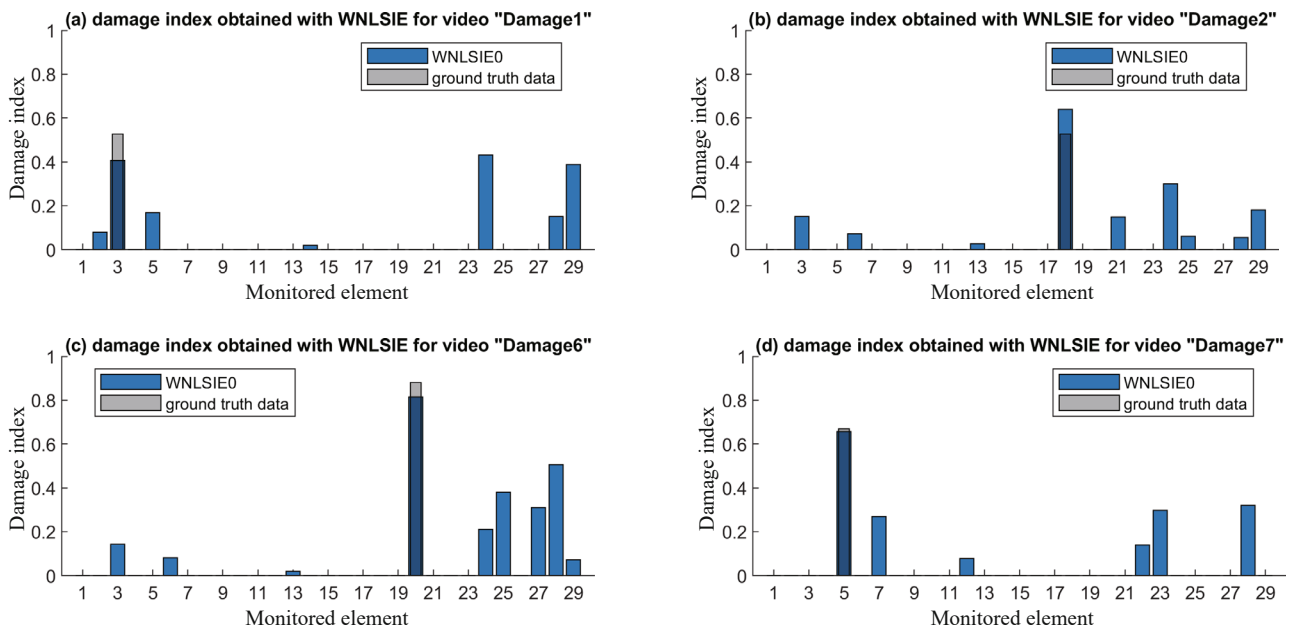 (a) damage index obtained with WNLSIE for video "Damage1"
1
0.8
0.6
0.4
0.2
0
Damage index
WNLSIE0
ground truth data
1 3 5 7 9 11 13 15 17 19 21 23 25 27 29
Monitored element
(b) damage index obtained with WNLSIE for video "Damage2"
1
0.8
0.6
0.4
0.2
0
Damage index
WNLSIE0
ground truth data
1 3 5 7 9 11 13 15 17 19 21 23 25 27 29
Monitored element
(c) damage index obtained with WNLSIE for video "Damage6"
1
0.8
0.6
0.4
0.2
0
Damage index
WNLSIE0
ground truth data
1 3 5 7 9 11 13 15 17 19 21 23 25 27 29
Monitored element
(d) damage index obtained with WNLSIE for video "Damage7"
1
0.8
0.6
0.4
0.2
0
Damage index
WNLSIE0
ground truth data
1 3 5 7 9 11 13 15 17 19 21 23 25 27 29
Monitored element